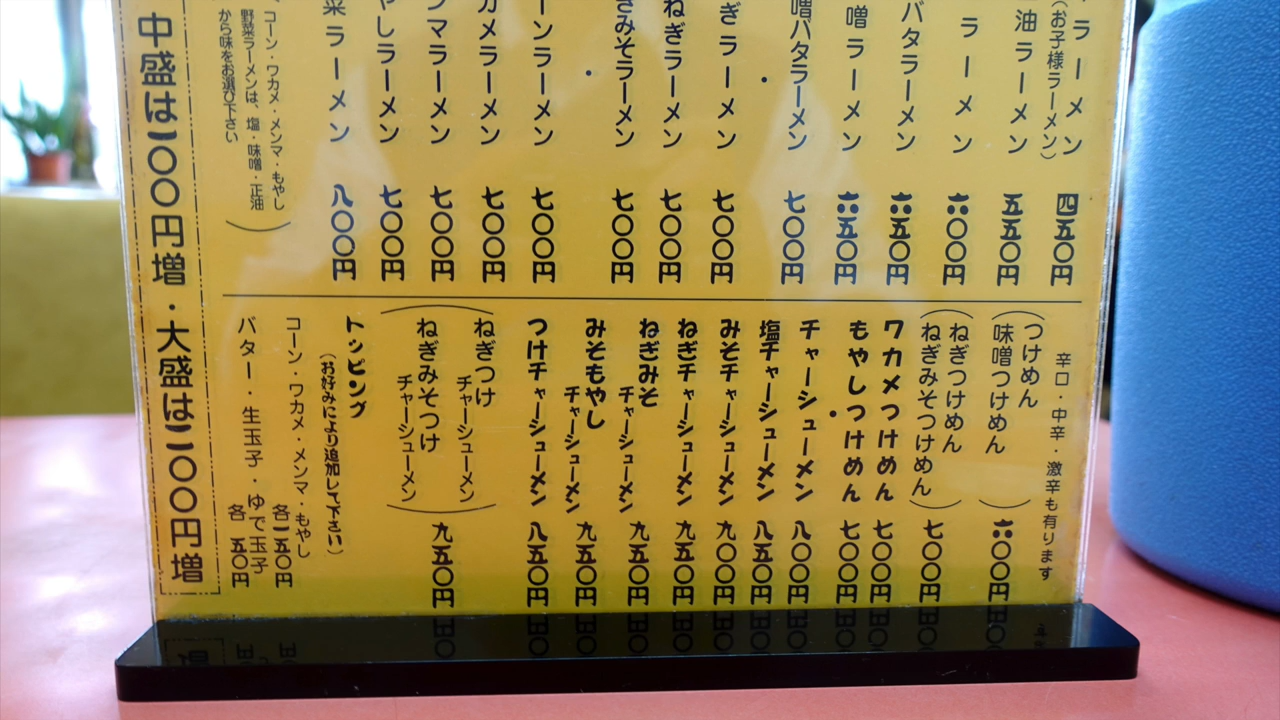 ラーメン
(お子様ラーメン)
四五〇円
油ラーメン
五五〇円
ラーメン
六〇〇円
バタラーメン
六五〇円
噌ラーメン
六五〇円
噌バタラーメン
七〇〇円
ぎラーメン
七〇〇円
ねぎラーメン
七〇〇円
ぎみそラーメン
七〇〇円
ーンラーメン
七〇〇円
カメラーメン
七〇〇円
ンマラーメン
七〇〇円
やしラーメン
七〇〇円
菜ラーメン
八〇〇円
コーン・ワカメ・メンマ・もやし
野菜ラーメンは、塩・味噌・正油
から味をお選び下さい
辛口・中辛・激辛も有ります
つけめん
味噌つけめん
六〇〇円
ねぎつけめん
ねぎみそつけめん
七〇〇円
ワカメつけめん
七〇〇円
もやしつけめん
七〇〇円
チャーシューメン
八〇〇円
塩チャーシューメン
八五〇円
みそチャーシューメン
九〇〇円
ねぎチャーシューメン
九五〇円
ねぎみそ
チャーシューメン
九五〇円
みそもやし
チャーシューメン
九五〇円
つけチャーシューメン
八五〇円
ねぎつけ
チャーシューメン
ねぎみそつけ
チャーシューメン
九五〇円
トッピング
(お好みにより追加して下さい)
コーン・ワカメ・メンマ・もやし
各一五〇円
バター・生玉子・ゆで玉子
各 五〇円
中盛は一〇〇円増・大盛は二〇〇円増